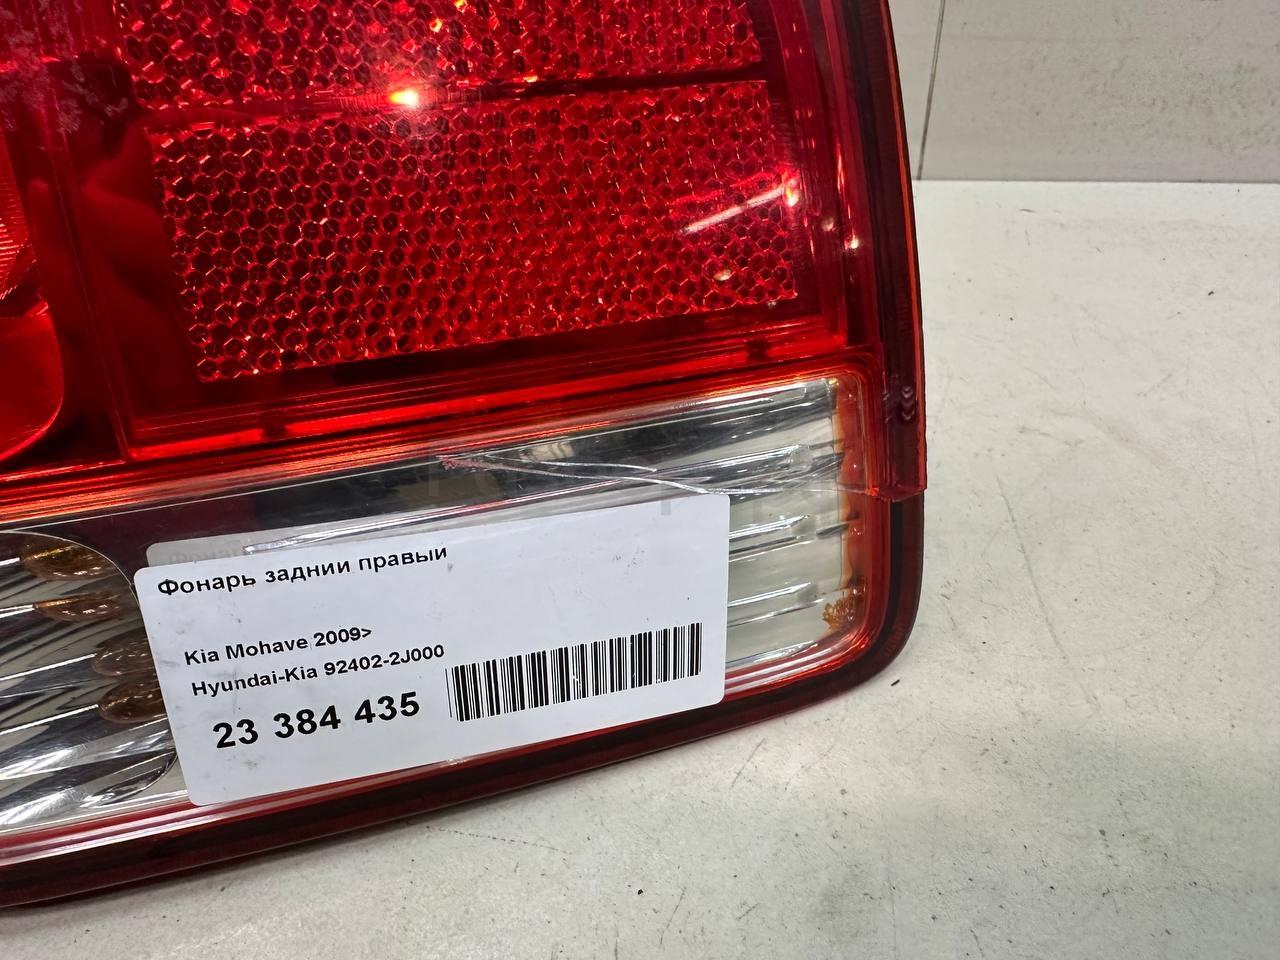 Фонарь заднии правыи
Kia Mohave 2009>
Hyundai-Kia 92402-2J000
23 384 435